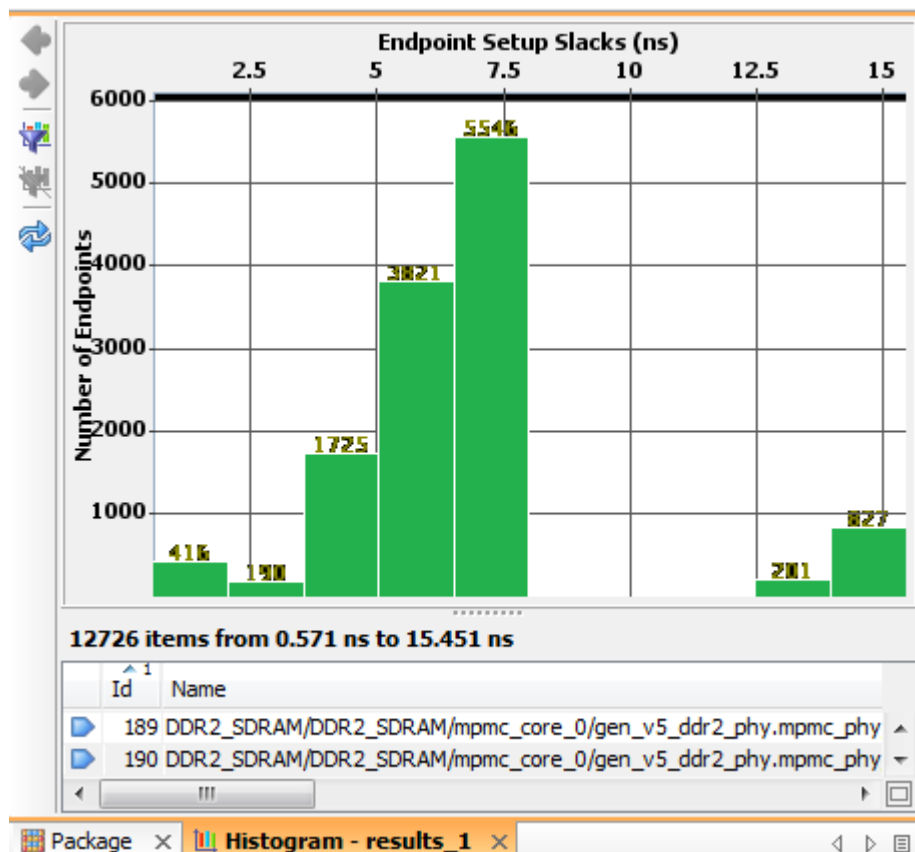 Endpoint Setup Slacks (ns)
2.5 5 7.5 10 12.5 15
6000
5000
4000
3000
2000
1000
Number of Endpoints
416
190
1725
3821
5546
201
827
12726 items from 0.571 ns to 15.451 ns
1
Id Name
189 DDR2_SDRAM/DDR2_SDRAM/mpmc_core_0/gen_v5_ddr2_phy.mpmc_phy
190 DDR2_SDRAM/DDR2_SDRAM/mpmc_core_0/gen_v5_ddr2_phy.mpmc_phy
Package Histogram - results_1